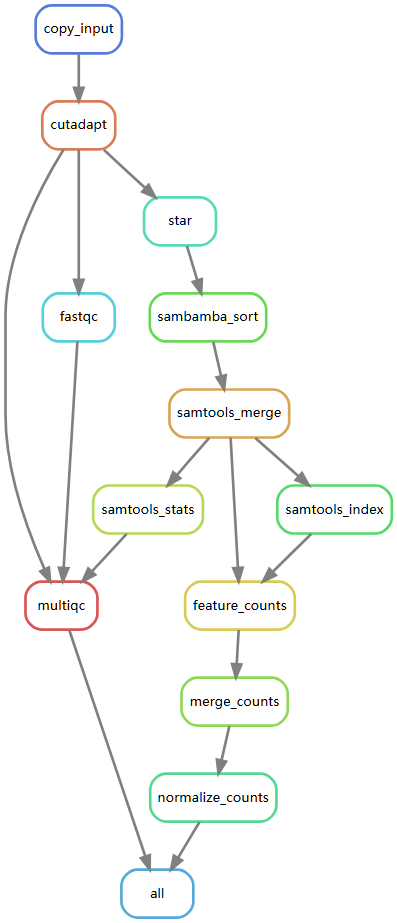 copy_input
cutadapt
star
fastqc
sambamba_sort
samtools_merge
samtools_stats
samtools_index
multiqc
feature_counts
merge_counts
normalize_counts
all